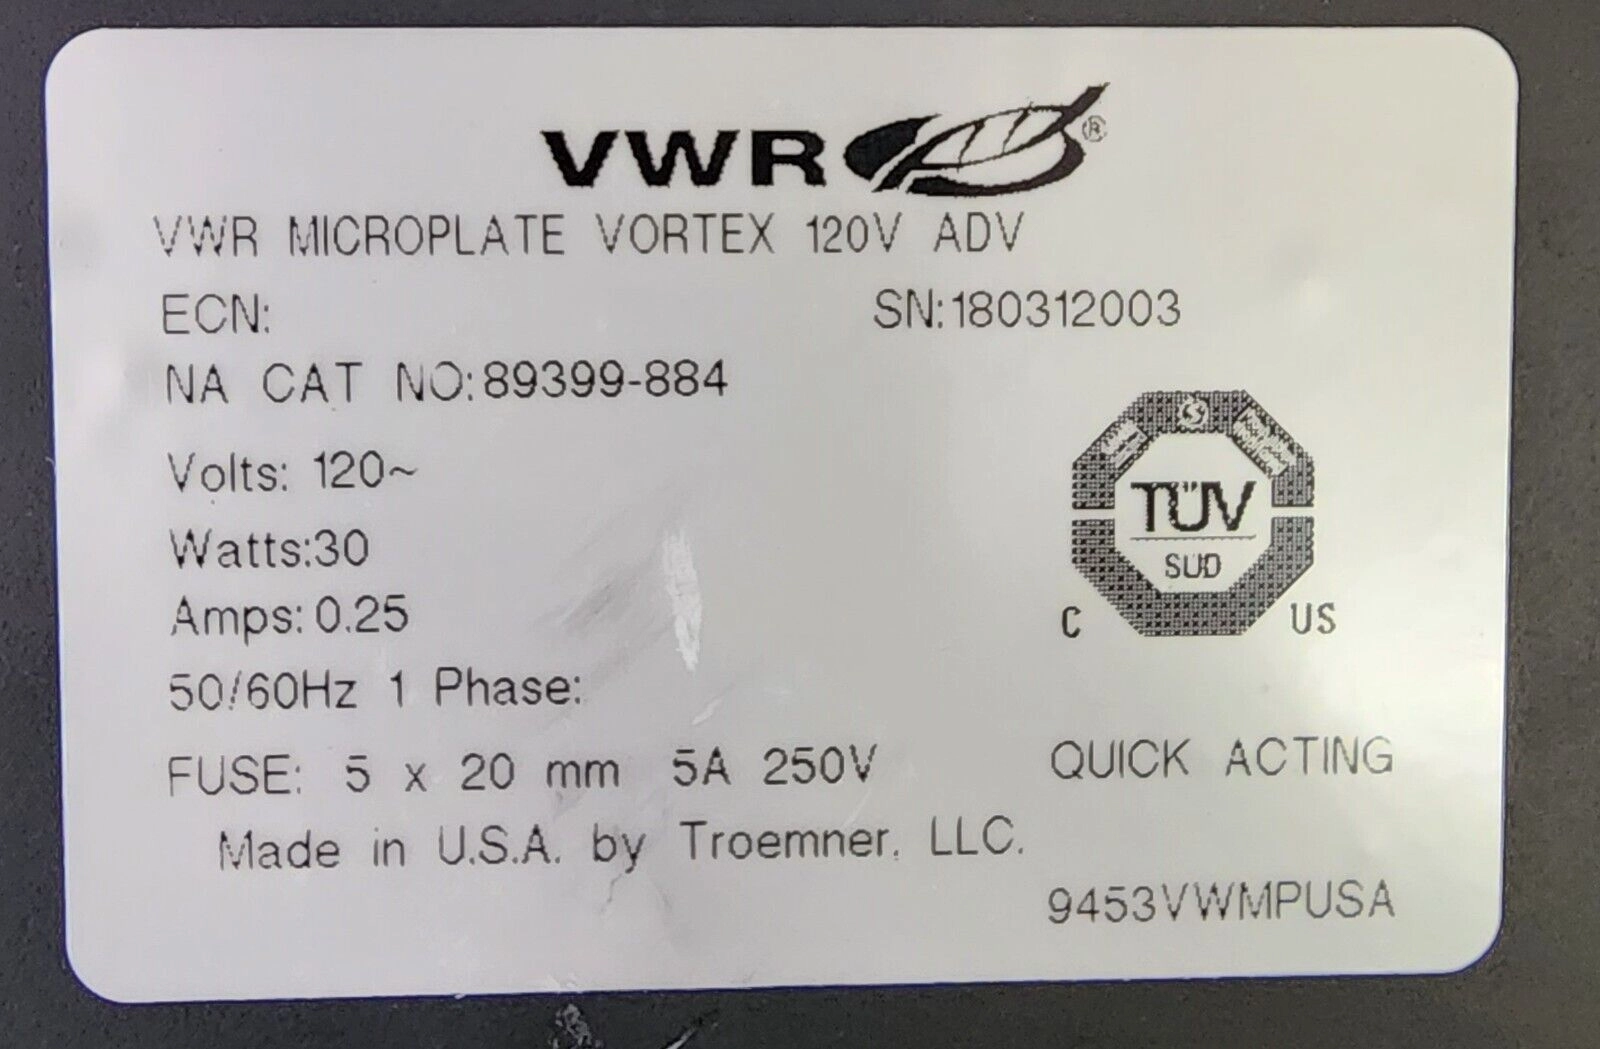 VWR®
VWR MICROPLATE VORTEX 120V ADV
ECN: SN:180312003
NA CAT NO:89399-884
Volts: 120~
Watts:30
Amps: 0.25
50/60Hz 1 Phase:
TÜV
SUD
C US
FUSE: 5 x 20 mm 5A 250V QUICK ACTING
Made in U.S.A. by Troemner, LLC.
9453VWMPUSA